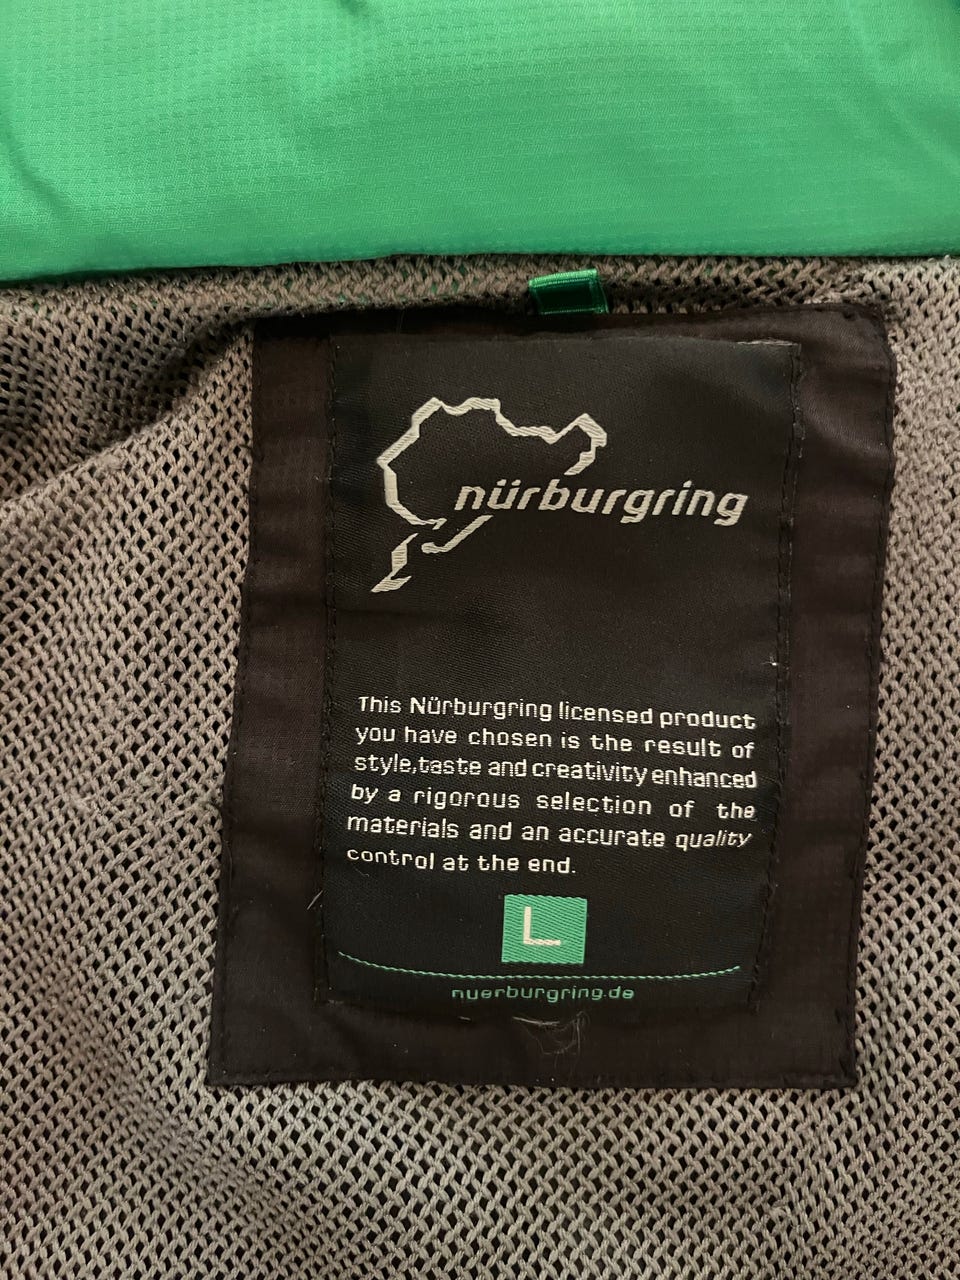 nürburgring
This Nürburgring licensed product
you have chosen is the result of
style,taste and creativity enhanced
by a rigorous selection of the
materials and an accurate quality
control at the end.
L
nuerburgring.de